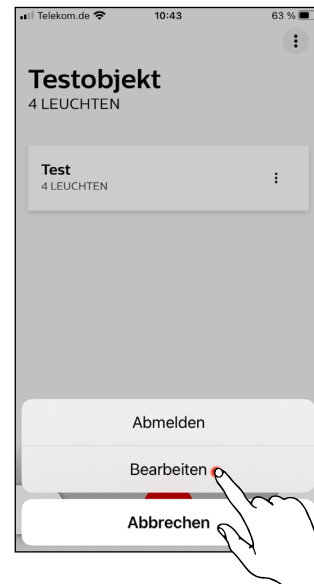 Telekom.de 10:43 63 %
Testobjekt
4 LEUCHTEN
Test
4 LEUCHTEN
Abmelden
Bearbeiten
Abbrechen